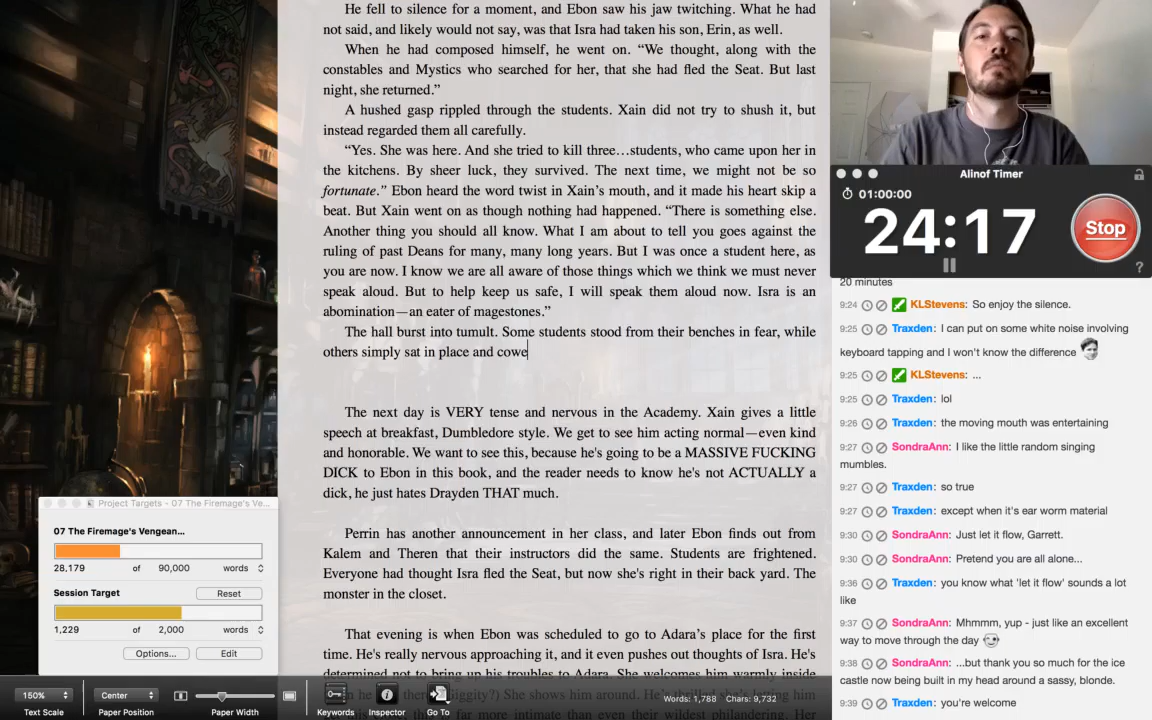 He fell to silence for a moment, and Ebon saw his jaw twitching. What he had
not said, and likely would not say, was that Isra had taken his son, Erin, as well.
When he had composed himself, he went on. “We thought, along with the
constables and Mystics who searched for her, that she had fled the Seat. But last
night, she returned.”
A hushed gasp rippled through the students. Xain did not try to shush it, but
instead regarded them all carefully.
“Yes. She was here. And she tried to kill three…students, who came upon her in
the kitchens. By sheer luck, they survived. The next time, we might not be so
fortunate.” Ebon heard the word twist in Xain’s mouth, and it made his heart skip a
beat. But Xain went on as though nothing had happened. “There is something else.
Another thing you should all know. What I am about to tell you goes against the
ruling of past Deans for many, many long years. But I was once a student here, as
you are now. I know we are all aware of those things which we think we must never
speak aloud. But to help keep us safe, I will speak them aloud now. Isra is an
abomination—an eater of magestones.”
The hall burst into tumult. Some students stood from their benches in fear, while
others simply sat in place and cowe
The next day is VERY tense and nervous in the Academy. Xain gives a little
speech at breakfast, Dumbledore style. We get to see him acting normal—even kind
and honorable. We want to see this, because he’s going to be a MASSIVE FUCKING
DICK to Ebon in this book, and the reader needs to know he’s not ACTUALLY a
dick, he just hates Drayden THAT much.
Perrin has another announcement in her class, and later Ebon finds out from
Kalem and Theren that their instructors did the same. Students are frightened.
Everyone had thought Isra fled the Seat, but now she’s right in their back yard. The
monster in the closet.
That evening is when Ebon was scheduled to go to Adara’s place for the first
time. He’s really nervous approaching it, and it even pushes out thoughts of Isra. He’s
determined not to bring up his troubles to Adara. She welcomes him warmly inside
She shows him around. He’s thrilled she’s letting him
far more intimate than even their wildest philandering. Her
Project Targets - 07 The Firemage's Ve...
07 The Firemage's Vengean...
28,179 of 90,000 words
Session Target
Reset
1,229 of 2,000 words
Options...
Edit
150%
Text Scale
Center
Paper Position
Paper Width
Keywords
Inspector
Go To
Words: 1,788 Chars: 9,732
Alinof Timer
01:00:00
24:17
Stop
?
20 minutes
9:24 KLStevens: So enjoy the silence.
9:25 Traxden: I can put on some white noise involving
keyboard tapping and I won't know the difference
9:25 KLStevens: ...
9:25 Traxden: lol
9:26 Traxden: the moving mouth was entertaining
9:27 SondraAnn: I like the little random singing
mumbles.
9:27 Traxden: so true
9:27 Traxden: except when it's ear worm material
9:30 SondraAnn: Just let it flow, Garrett.
9:30 SondraAnn: Pretend you are all alone...
9:36 Traxden: you know what 'let it flow' sounds a lot
like
9:37 SondraAnn: Mhmmm, yup - just like an excellent
way to move through the day
9:38 SondraAnn: ...but thank you so much for the ice
castle now being built in my head around a sassy, blonde.
9:39 Traxden: you're welcome